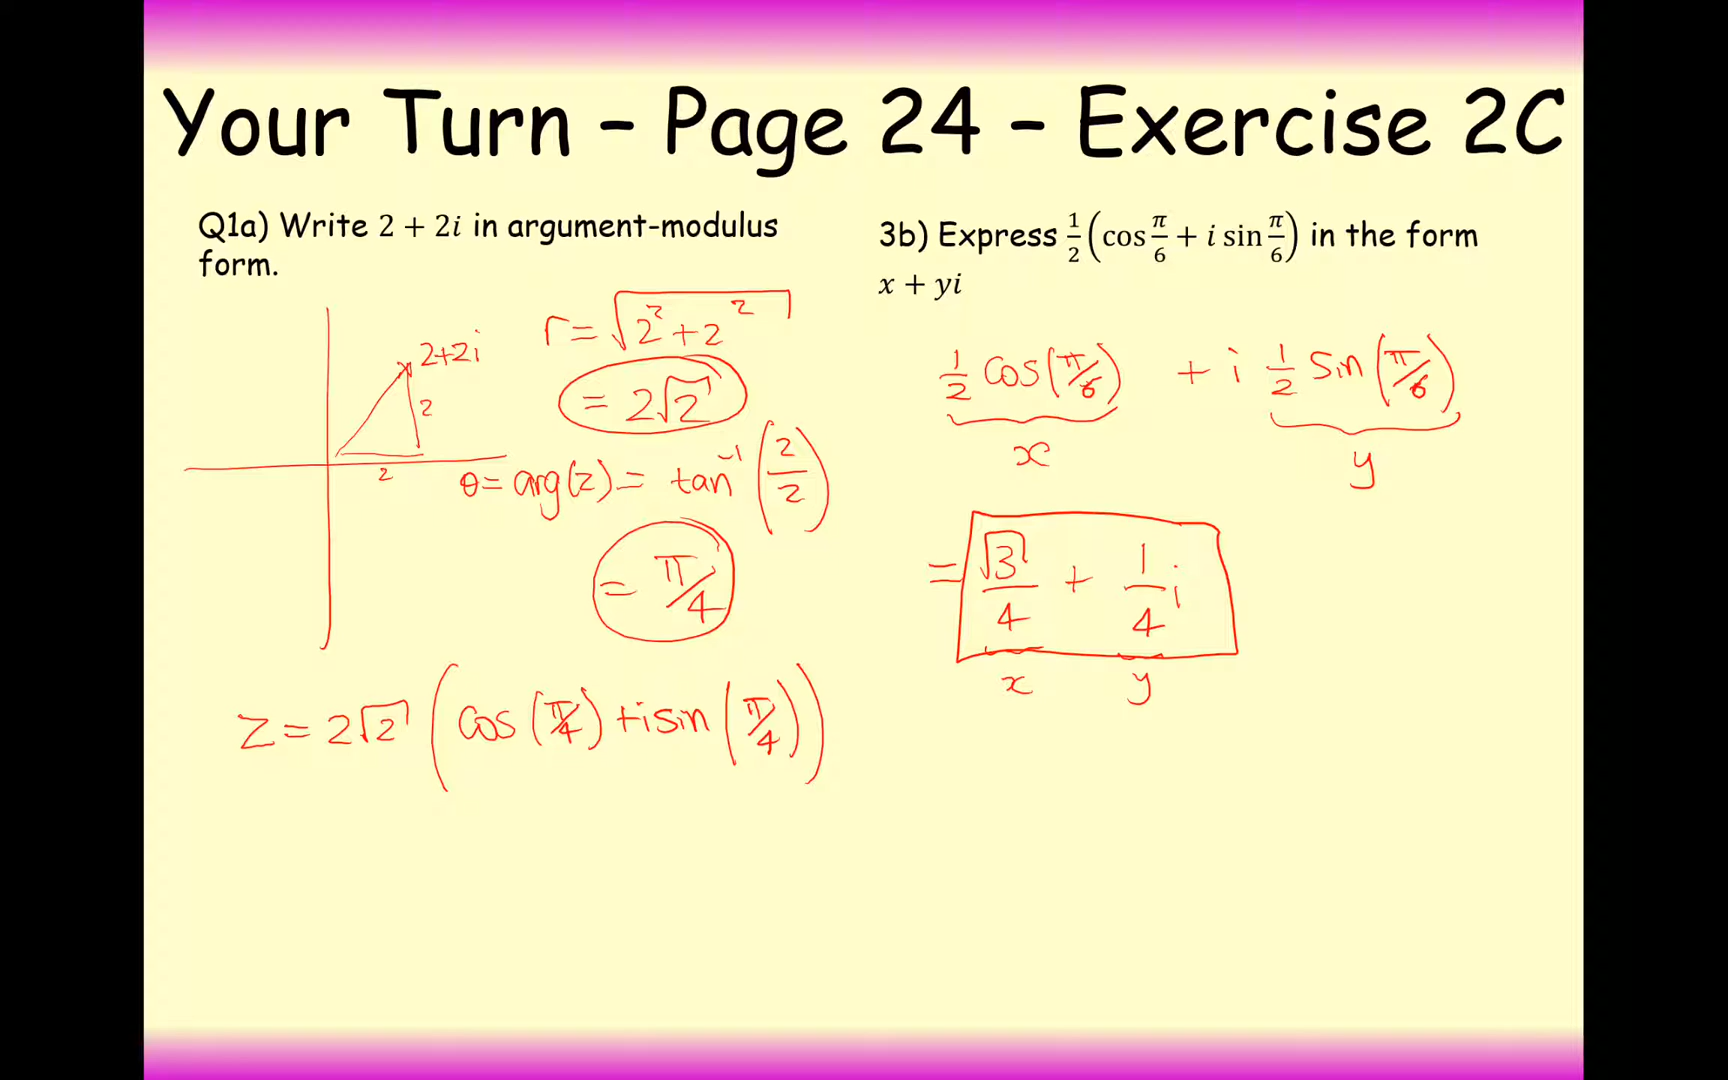 Your Turn – Page 24 – Exercise 2C
Q1a) Write 2 + 2i in argument-modulus
form.
2+2i
2
2
r = √(2² + 2²)
= 2√2
θ = arg(z) = tan⁻¹(2/2)
= π/4
z = 2√2 (cos(π/4) + i sin(π/4))
3b) Express 1/2 (cos π/6 + i sin π/6) in the form
x + yi
1/2 cos(π/6) + i 1/2 sin(π/6)
x y
= √3/4 + 1/4 i
x y